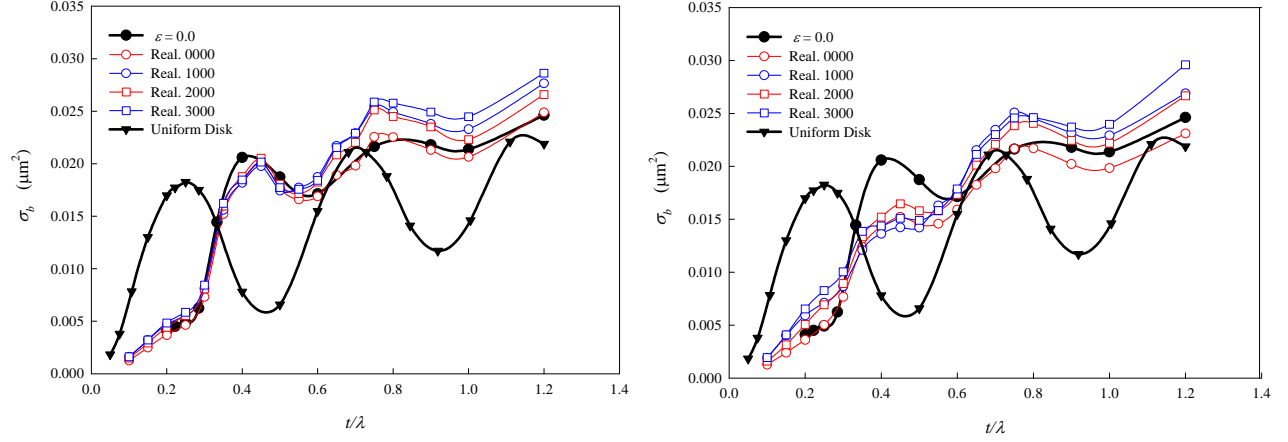 0.030
0.025
0.020
0.015
0.010
0.005
0.000
σb (µm²)
ε = 0.0
Real. 0000
Real. 1000
Real. 2000
Real. 3000
Uniform Disk
0.0 0.2 0.4 0.6 0.8 1.0 1.2 1.4
t/λ
0.035
0.030
0.025
0.020
0.015
0.010
0.005
0.000
σb (µm²)
ε = 0.0
Real. 0000
Real. 1000
Real. 2000
Real. 3000
Uniform Disk
0.0 0.2 0.4 0.6 0.8 1.0 1.2 1.4
t/λ